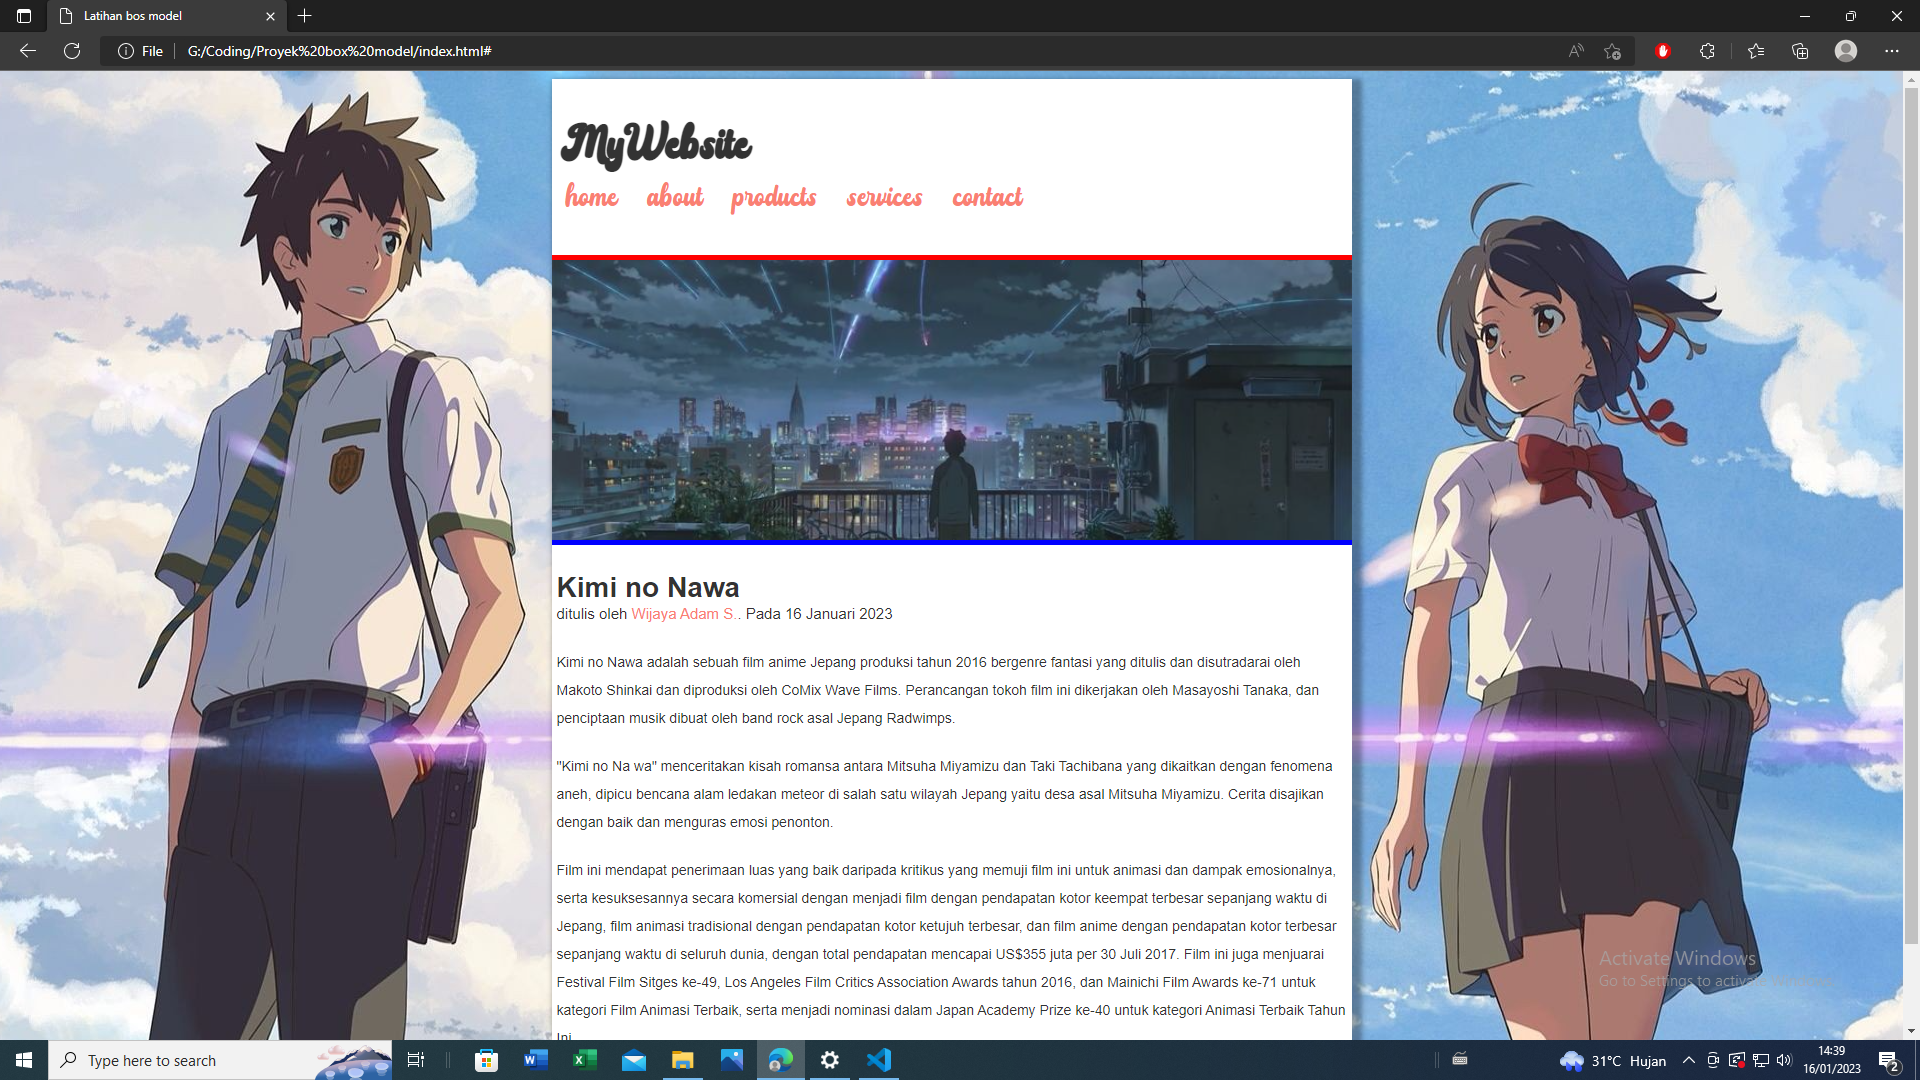 Latihan bos model
File
G:/Coding/Proyek%20box%20model/index.html#
MyWebsite
home about products services contact
Kimi no Nawa
ditulis oleh Wijaya Adam S.. Pada 16 Januari 2023
Kimi no Nawa adalah sebuah film anime Jepang produksi tahun 2016 bergenre fantasi yang ditulis dan disutradarai oleh
Makoto Shinkai dan diproduksi oleh CoMix Wave Films. Perancangan tokoh film ini dikerjakan oleh Masayoshi Tanaka, dan
penciptaan musik dibuat oleh band rock asal Jepang Radwimps.
"Kimi no Na wa" menceritakan kisah romansa antara Mitsuha Miyamizu dan Taki Tachibana yang dikaitkan dengan fenomena
aneh, dipicu bencana alam ledakan meteor di salah satu wilayah Jepang yaitu desa asal Mitsuha Miyamizu. Cerita disajikan
dengan baik dan menguras emosi penonton.
Film ini mendapat penerimaan luas yang baik daripada kritikus yang memuji film ini untuk animasi dan dampak emosionalnya,
serta kesuksesannya secara komersial dengan menjadi film dengan pendapatan kotor keempat terbesar sepanjang waktu di
Jepang, film animasi tradisional dengan pendapatan kotor ketujuh terbesar, dan film anime dengan pendapatan kotor terbesar
sepanjang waktu di seluruh dunia, dengan total pendapatan mencapai US$355 juta per 30 Juli 2017. Film ini juga menjuarai
Festival Film Sitges ke-49, Los Angeles Film Critics Association Awards tahun 2016, dan Mainichi Film Awards ke-71 untuk
kategori Film Animasi Terbaik, serta menjadi nominasi dalam Japan Academy Prize ke-40 untuk kategori Animasi Terbaik Tahun
Ini
Activate Windows
Go to Settings to activate Windows.
Type here to search
31°C Hujan
14:39
16/01/2023
2